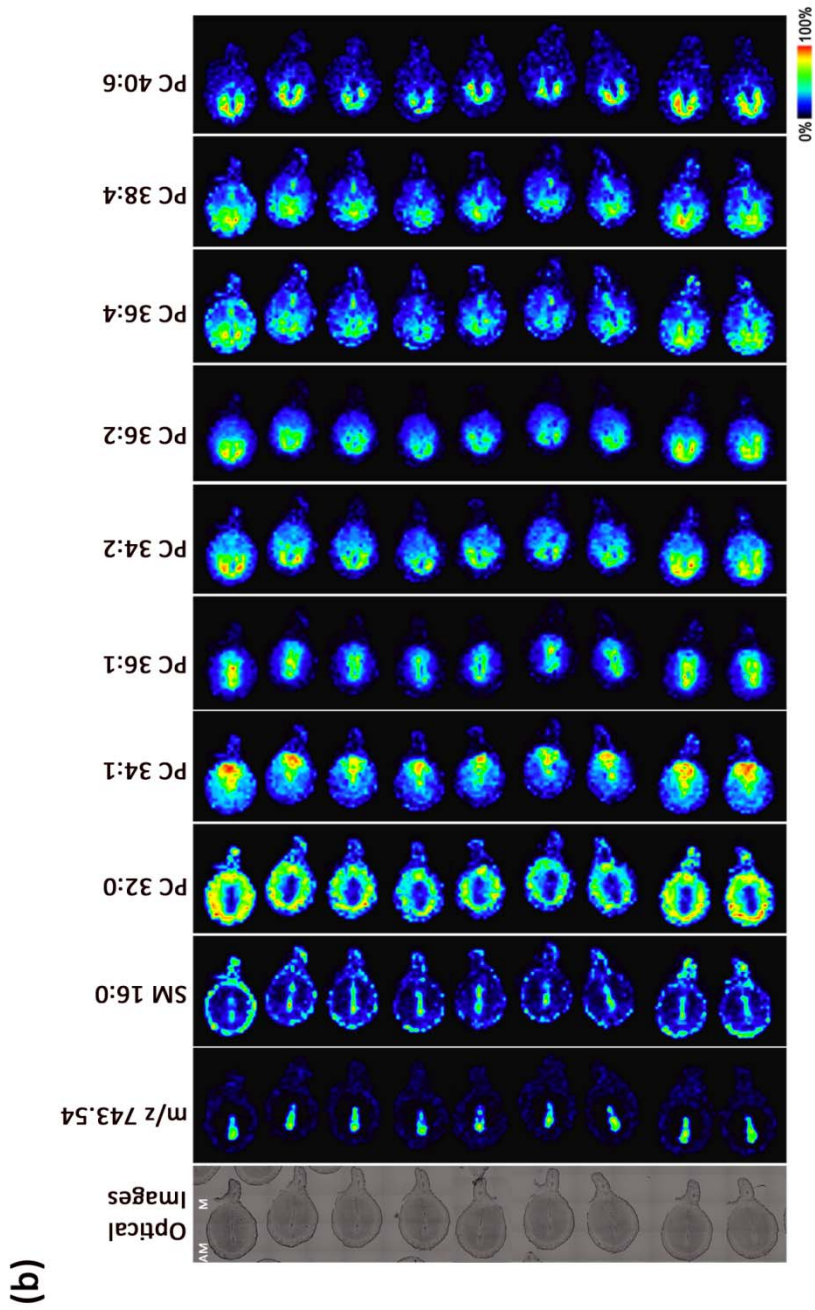 (b)
Optical
Images
AM
M
m/z 743.54
SM 16:0
PC 32:0
PC 34:1
PC 36:1
PC 34:2
PC 36:2
PC 36:4
PC 38:4
PC 40:6
0%
100%